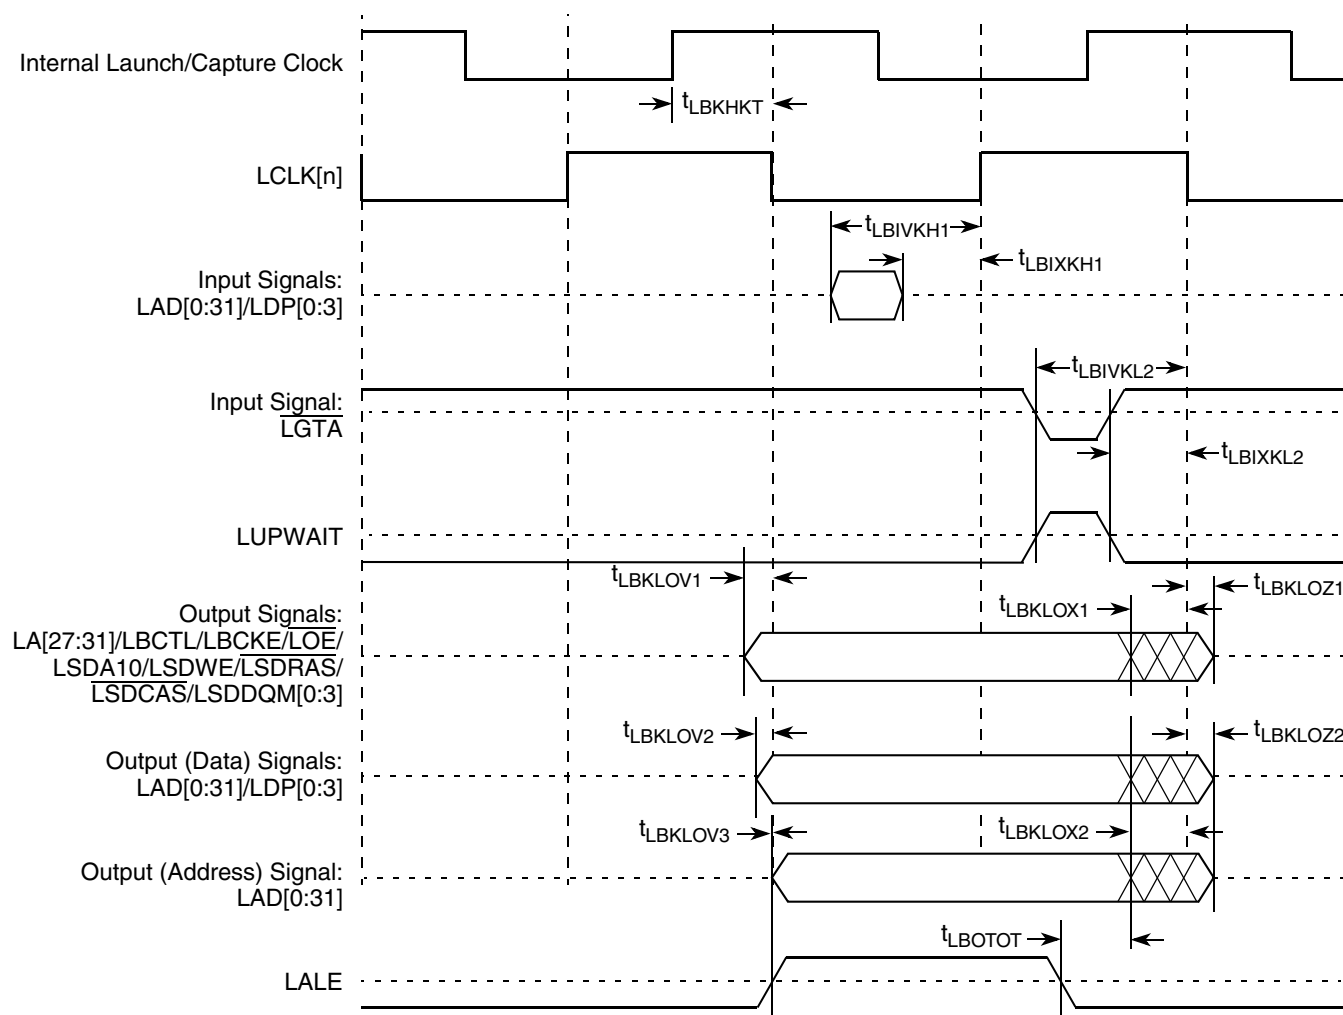 Internal Launch/Capture Clock
tLBKHKT
LCLK[n]
tLBIVKH1
tLBIXKH1
Input Signals:
LAD[0:31]/LDP[0:3]
tLBIVKL2
Input Signal:
LGTA
tLBIXKL2
LUPWAIT
tLBKLOV1
tLBKLOZ1
tLBKLOX1
Output Signals:
LA[27:31]/LBCTL/LBCKE/LOE/
LSDA10/LSDWE/LSDRAS/
LSDCAS/LSDDQM[0:3]
tLBKLOV2
tLBKLOZ2
Output (Data) Signals:
LAD[0:31]/LDP[0:3]
tLBKLOV3
tLBKLOX2
Output (Address) Signal:
LAD[0:31]
tLBOTOT
LALE